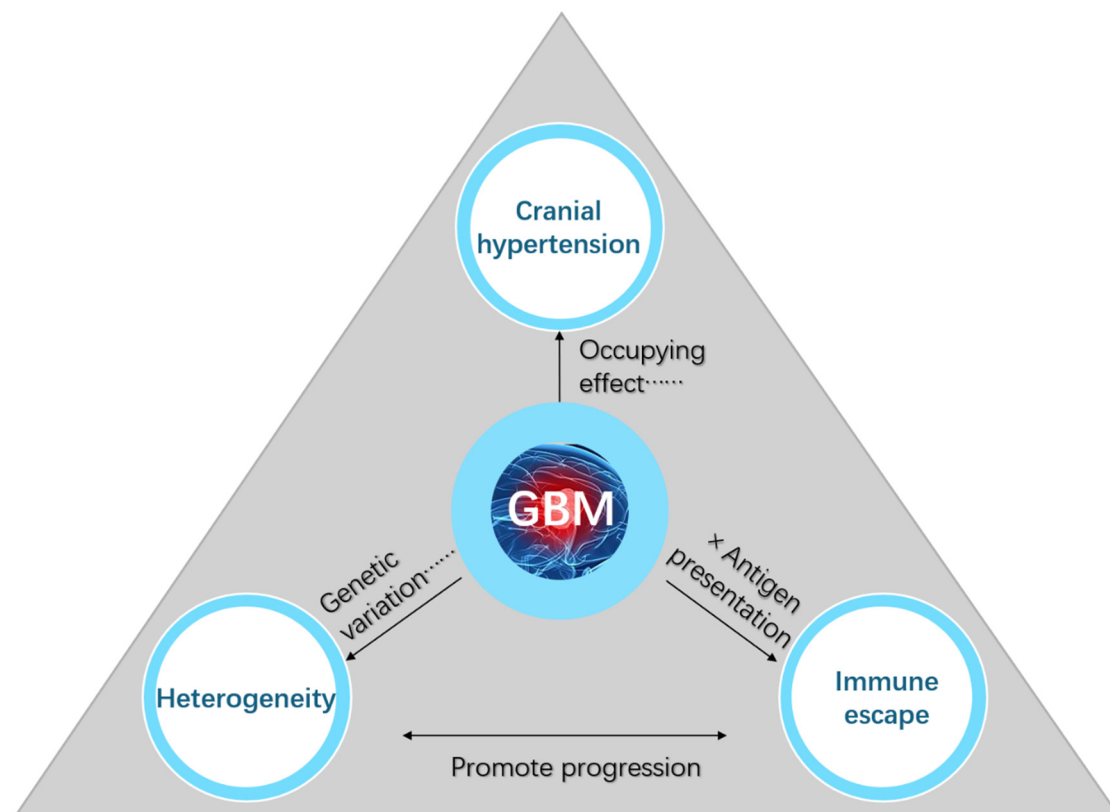 Cranial
hypertension
Occupying
effect······
GBM
Genetic
variation······
× Antigen
presentation
Heterogeneity
Immune
escape
Promote progression